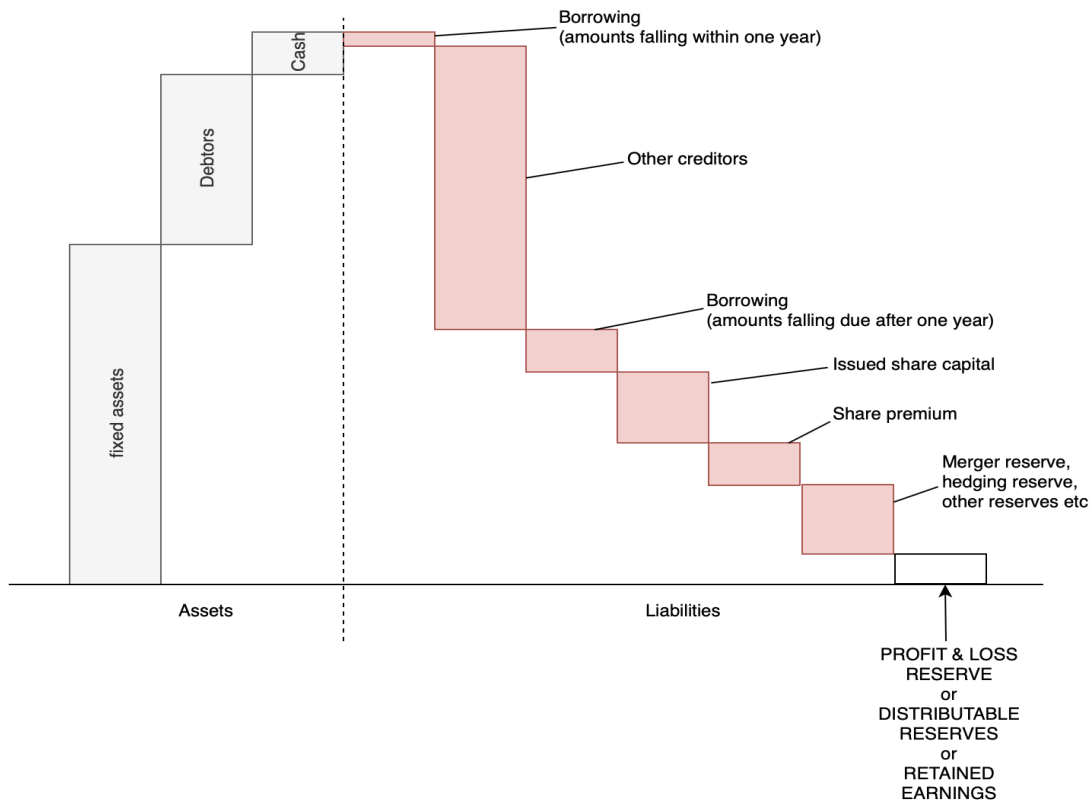 Borrowing
(amounts falling within one year)
Cash
Debtors
Other creditors
Borrowing
(amounts falling due after one year)
fixed assets
Issued share capital
Share premium
Merger reserve,
hedging reserve,
other reserves etc
Assets
Liabilities
PROFIT & LOSS
RESERVE
or
DISTRIBUTABLE
RESERVES
or
RETAINED
EARNINGS